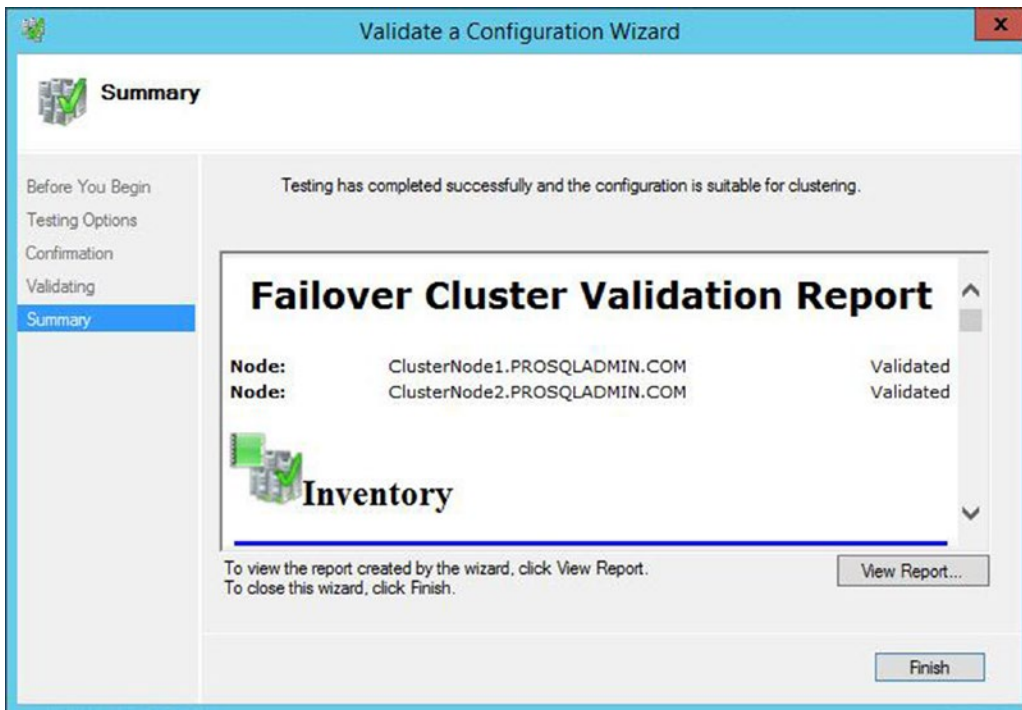 Validate a Configuration Wizard
x
Summary
Before You Begin
Testing Options
Confirmation
Validating
Summary
Testing has completed successfully and the configuration is suitable for clustering.
Failover Cluster Validation Report
Node: ClusterNode1.PROSQLADMIN.COM Validated
Node: ClusterNode2.PROSQLADMIN.COM Validated
Inventory
To view the report created by the wizard, click View Report.
To close this wizard, click Finish.
View Report...
Finish